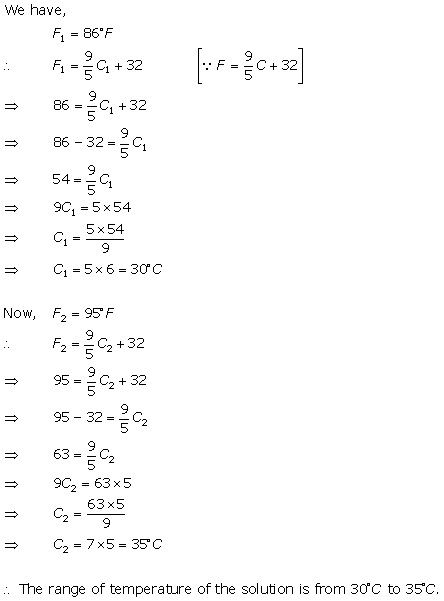 We have,
F₁ = 86°F
∴ F₁ = 9/5 C₁ + 32 [∵ F = 9/5 C + 32]
⇒ 86 = 9/5 C₁ + 32
⇒ 86 − 32 = 9/5 C₁
⇒ 54 = 9/5 C₁
⇒ 9C₁ = 5 × 54
⇒ C₁ = (5 × 54)/9
⇒ C₁ = 5 × 6 = 30°C
Now, F₂ = 95°F
∴ F₂ = 9/5 C₂ + 32
⇒ 95 = 9/5 C₂ + 32
⇒ 95 − 32 = 9/5 C₂
⇒ 63 = 9/5 C₂
⇒ 9C₂ = 63 × 5
⇒ C₂ = (63 × 5)/9
⇒ C₂ = 7 × 5 = 35°C
∴ The range of temperature of the solution is from 30°C to 35°C.